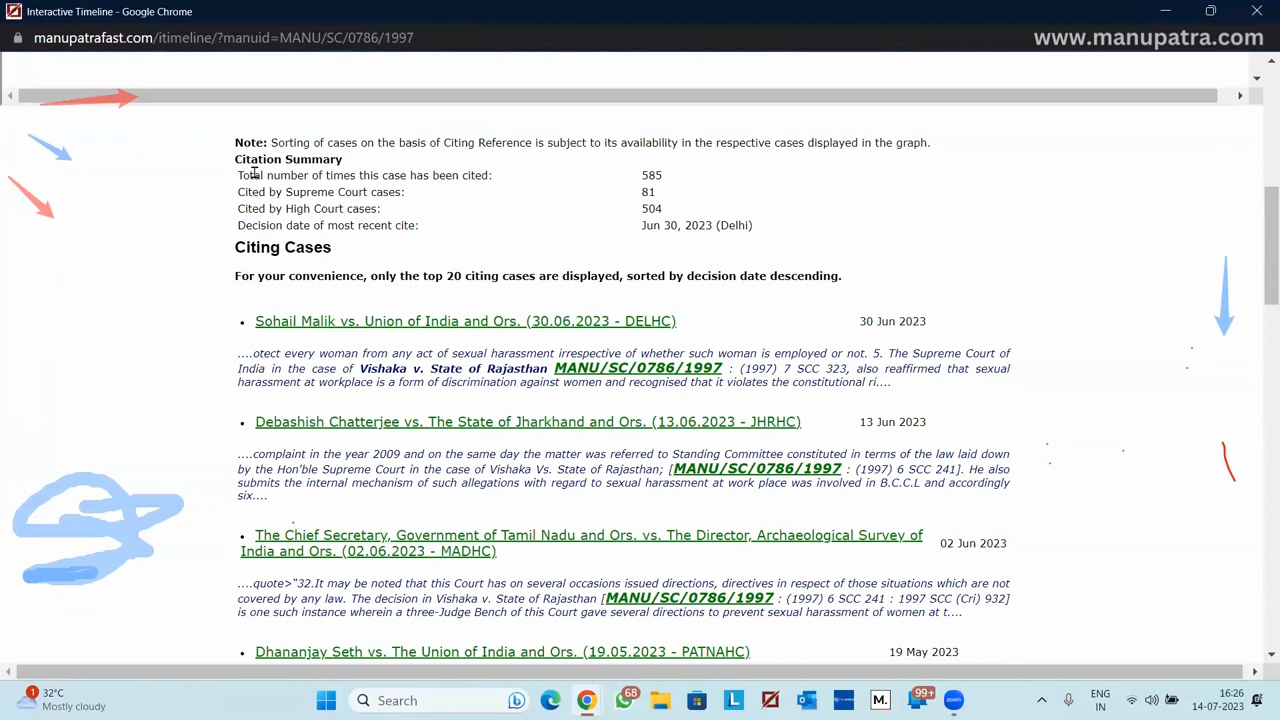 Interactive Timeline - Google Chrome
manupatrafast.com/itimeline/?manuid=MANU/SC/0786/1997
www.manupatra.com
Note: Sorting of cases on the basis of Citing Reference is subject to its availability in the respective cases displayed in the graph.
Citation Summary
Total number of times this case has been cited: 585
Cited by Supreme Court cases: 81
Cited by High Court cases: 504
Decision date of most recent cite: Jun 30, 2023 (Delhi)
Citing Cases
For your convenience, only the top 20 citing cases are displayed, sorted by decision date descending.
• Sohail Malik vs. Union of India and Ors. (30.06.2023 - DELHC) 30 Jun 2023
....otect every woman from any act of sexual harassment irrespective of whether such woman is employed or not. 5. The Supreme Court of
India in the case of Vishaka v. State of Rajasthan MANU/SC/0786/1997 : (1997) 7 SCC 323, also reaffirmed that sexual
harassment at workplace is a form of discrimination against women and recognised that it violates the constitutional ri....
• Debashish Chatterjee vs. The State of Jharkhand and Ors. (13.06.2023 - JHRHC) 13 Jun 2023
....complaint in the year 2009 and on the same day the matter was referred to Standing Committee constituted in terms of the law laid down
by the Hon'ble Supreme Court in the case of Vishaka Vs. State of Rajasthan; [MANU/SC/0786/1997 : (1997) 6 SCC 241]. He also
submits the internal mechanism of such allegations with regard to sexual harassment at work place was involved in B.C.C.L and accordingly
six....
• The Chief Secretary, Government of Tamil Nadu and Ors. vs. The Director, Archaeological Survey of
India and Ors. (02.06.2023 - MADHC) 02 Jun 2023
....quote>"32.It may be noted that this Court has on several occasions issued directions, directives in respect of those situations which are not
covered by any law. The decision in Vishaka v. State of Rajasthan [MANU/SC/0786/1997 : (1997) 6 SCC 241 : 1997 SCC (Cri) 932]
is one such instance wherein a three-Judge Bench of this Court gave several directions to prevent sexual harassment of women at t....
• Dhananjay Seth vs. The Union of India and Ors. (19.05.2023 - PATNAHC) 19 May 2023
1
32°C
Mostly cloudy
Search
68
L
M.
99+
zoom
ENG
IN
16:26
14-07-2023